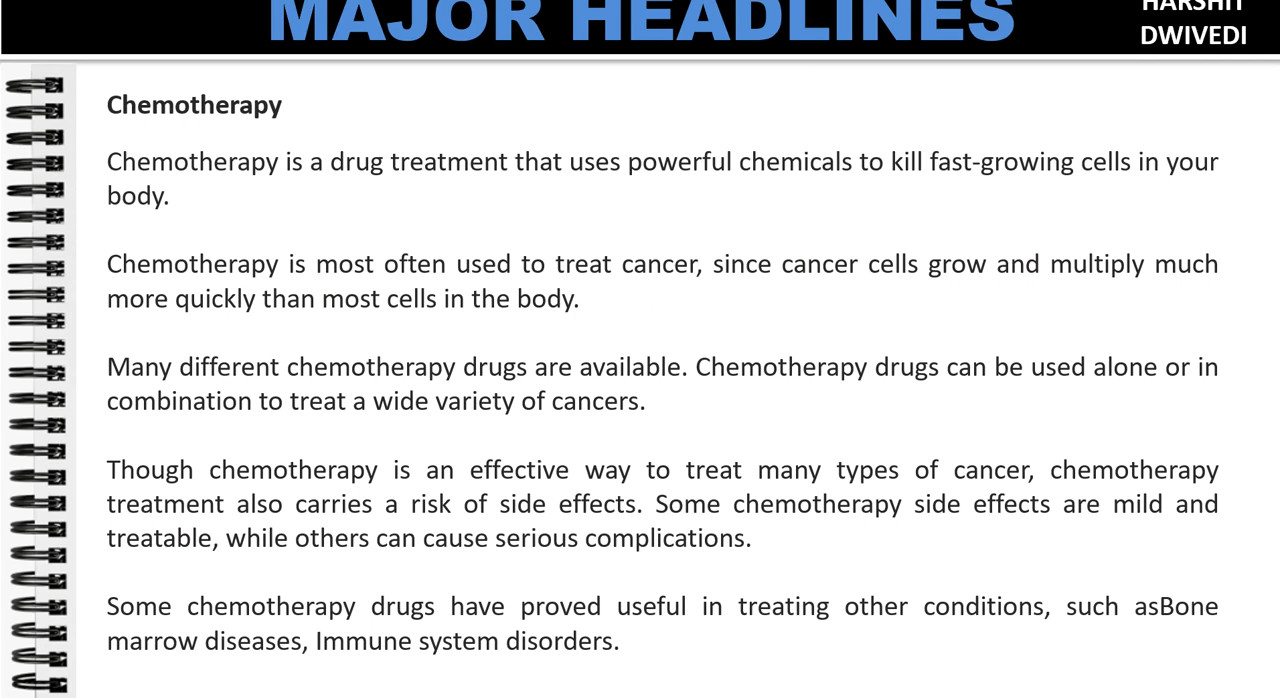 MAJOR HEADLINES
HARSHIT
DWIVEDI
Chemotherapy
Chemotherapy is a drug treatment that uses powerful chemicals to kill fast-growing cells in your
body.
Chemotherapy is most often used to treat cancer, since cancer cells grow and multiply much
more quickly than most cells in the body.
Many different chemotherapy drugs are available. Chemotherapy drugs can be used alone or in
combination to treat a wide variety of cancers.
Though chemotherapy is an effective way to treat many types of cancer, chemotherapy
treatment also carries a risk of side effects. Some chemotherapy side effects are mild and
treatable, while others can cause serious complications.
Some chemotherapy drugs have proved useful in treating other conditions, such asBone
marrow diseases, Immune system disorders.